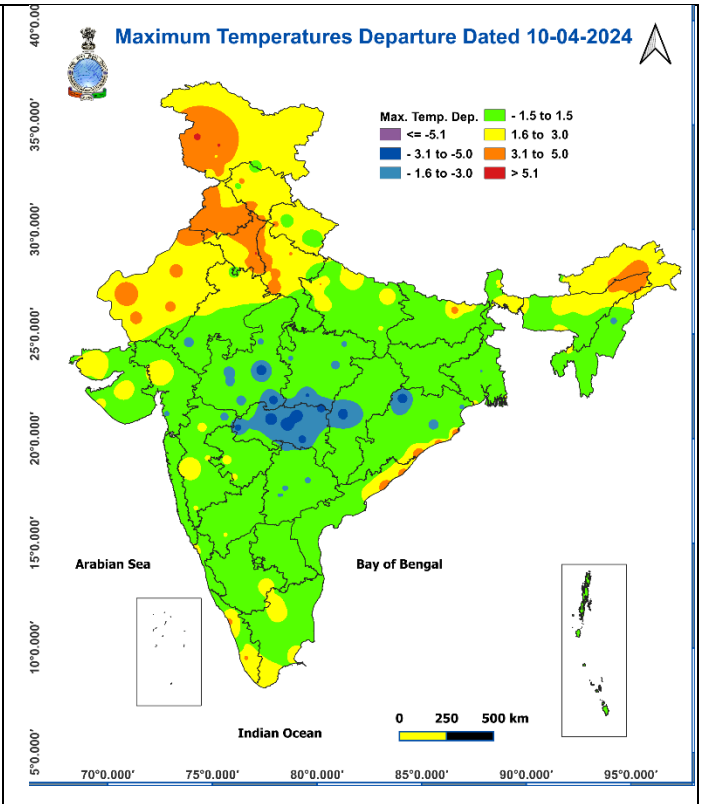 Maximum Temperatures Departure Dated 10-04-2024
Max. Temp. Dep.
<= -5.1
- 3.1 to -5.0
- 1.6 to -3.0
- 1.5 to 1.5
1.6 to 3.0
3.1 to 5.0
> 5.1
40°0.000'
35°0.000'
30°0.000'
25°0.000'
20°0.000'
15°0.000'
10°0.000'
5°0.000'
Arabian Sea
Bay of Bengal
Indian Ocean
0 250 500 km
70°0.000' 75°0.000' 80°0.000' 85°0.000' 90°0.000' 95°0.000'